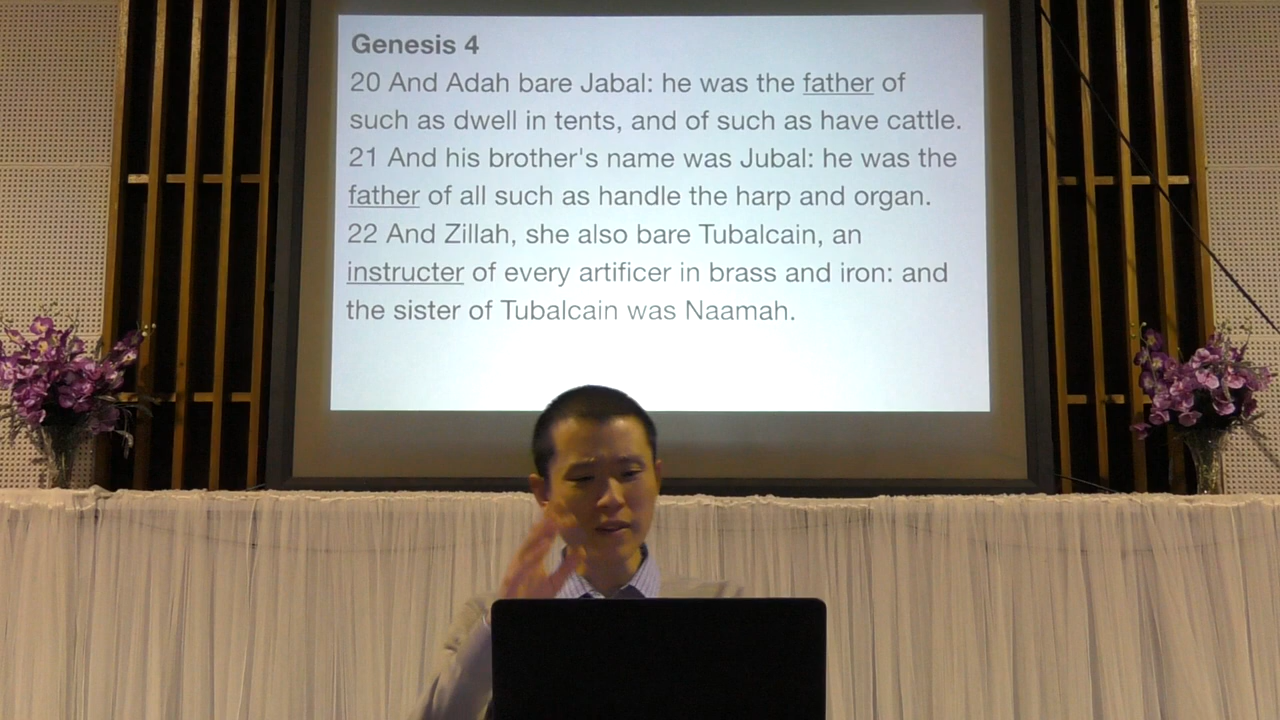 Genesis 4
20 And Adah bare Jabal: he was the father of
such as dwell in tents, and of such as have cattle.
21 And his brother's name was Jubal: he was the
father of all such as handle the harp and organ.
22 And Zillah, she also bare Tubalcain, an
instructer of every artificer in brass and iron: and
the sister of Tubalcain was Naamah.